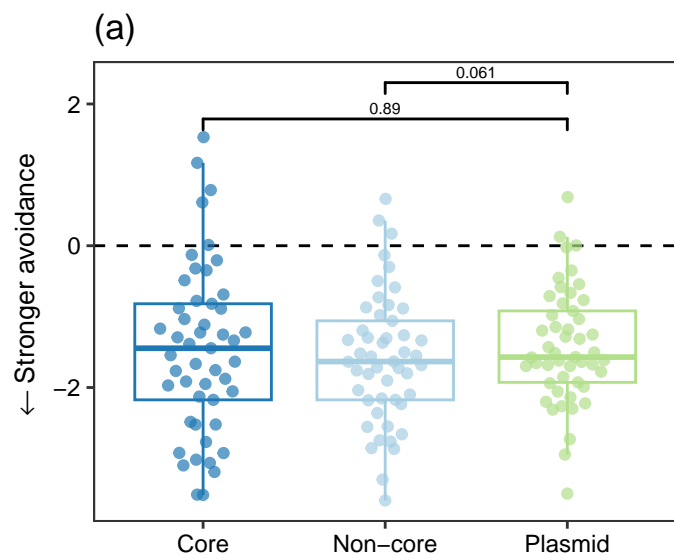 (a)
0.061
0.89
2
0
−2
← Stronger avoidance
Core
Non−core
Plasmid